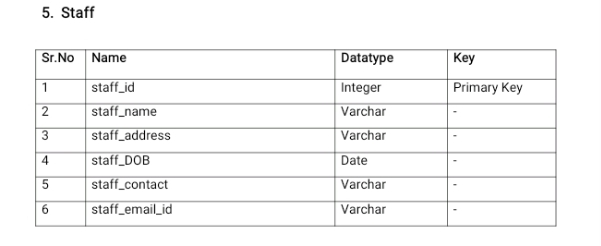 5. Staff
Sr.No Name Datatype Key
1 staff_id Integer Primary Key
2 staff_name Varchar -
3 staff_address Varchar -
4 staff_DOB Date -
5 staff_contact Varchar -
6 staff_email_id Varchar -